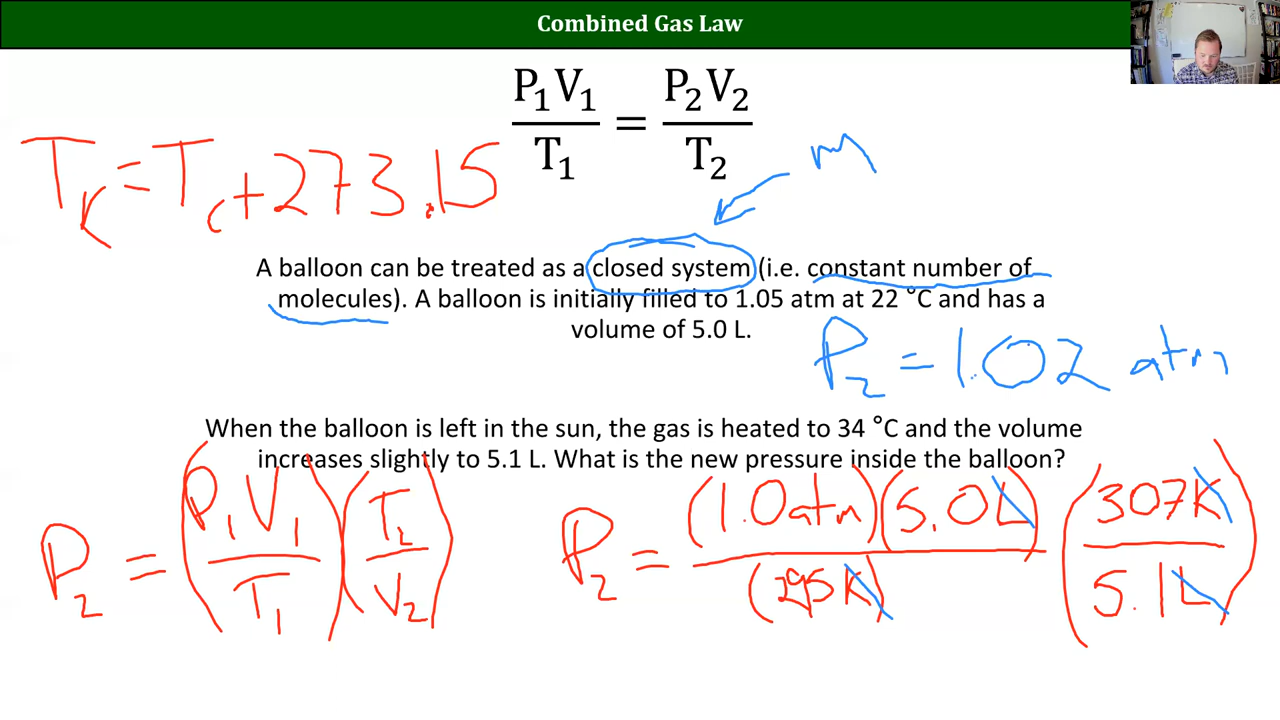 Combined Gas Law
P₁V₁/T₁ = P₂V₂/T₂
m
T_K = T_C + 273.15
A balloon can be treated as a closed system (i.e. constant number of
molecules). A balloon is initially filled to 1.05 atm at 22 °C and has a
volume of 5.0 L.
P₂ = 1.02 atm
When the balloon is left in the sun, the gas is heated to 34 °C and the volume
increases slightly to 5.1 L. What is the new pressure inside the balloon?
P₂ = (P₁V₁/T₁)(T₂/V₂)
P₂ = (1.0 atm)(5.0 L)/(295 K) (307 K/5.1 L)